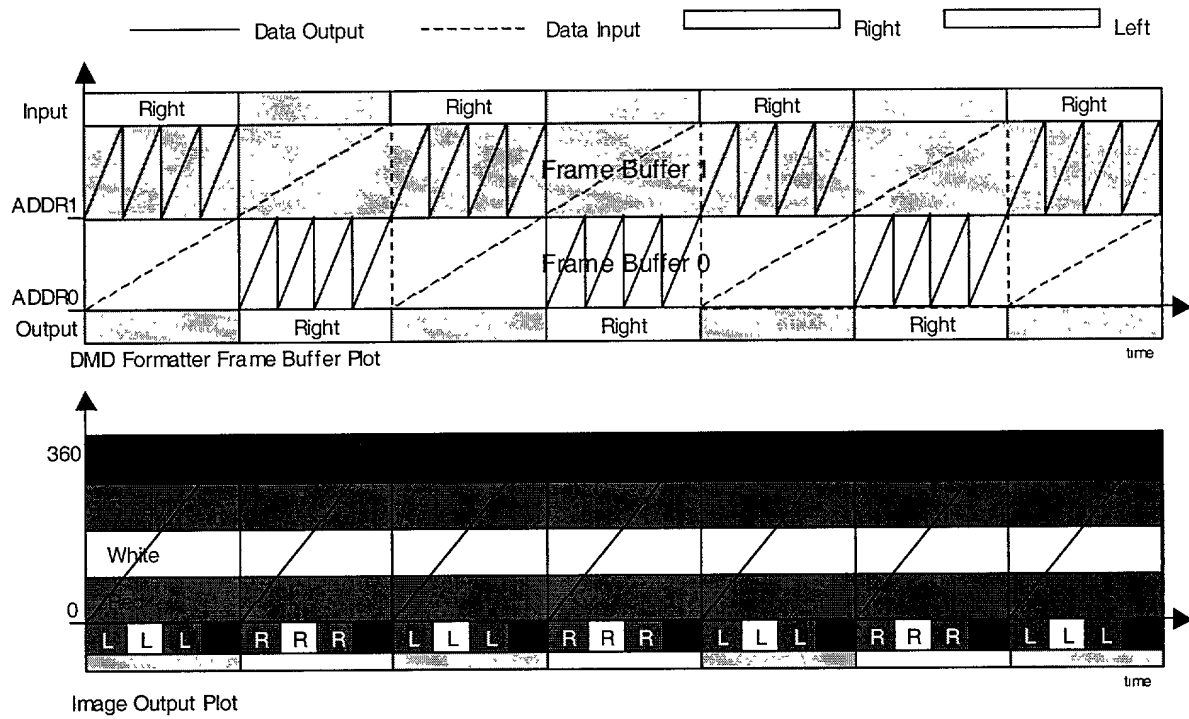 Data Output Data Input Right Left
Input Right Right Right Right
Frame Buffer 1
ADDR1
Frame Buffer 0
ADDR0
Output Right Right Right
DMD Formatter Frame Buffer Plot time
360
White
0
L L L R R R L L L R R R L L L R R R L L L
time
Image Output Plot